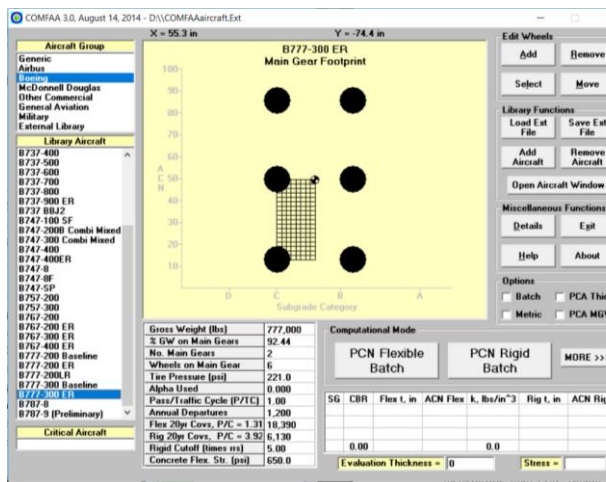 COMFAA 3.0, August 14, 2014 - D:\\COMFAAaircraft.Ext
X = 55.3 in
Y = -74.4 in
Aircraft Group
Generic
Airbus
Boeing
McDonnell Douglas
Other Commercial
General Aviation
Military
External Library
Library Aircraft
B737-400
B737-500
B737-600
B737-700
B737-800
B737-900 ER
B737 BBJ2
B747-100 SF
B747-200B Combi Mixed
B747-300 Combi Mixed
B747-400
B747-400ER
B747-8
B747-8F
B747-SP
B757-200
B757-300
B767-200
B767-200 ER
B767-300 ER
B767-400 ER
B777-200 Baseline
B777-200 ER
B777-200LR
B777-300 Baseline
B777-300 ER
B787-8
B787-9 (Preliminary)
Critical Aircraft
B777-300 ER
Main Gear Footprint
100
90
80
70
60
50
40
30
20
10
ACN
D C B A
Subgrade Category
Gross Weight (lbs) 777,000
% GW on Main Gears 92.44
No. Main Gears 2
Wheels on Main Gear 6
Tire Pressure (psi) 221.0
Alpha Used 0.000
Pass/Traffic Cycle (P/TC) 1.00
Annual Departures 1,200
Flex 20yr Covs, P/C = 1.31 18,390
Rig 20yr Covs, P/C = 3.92 6,130
Rigid Cutoff (times rrs) 5.00
Concrete Flex. Str. (psi) 650.0
Computational Mode
PCN Flexible Batch
PCN Rigid Batch
MORE >>
SG CBR Flex t, in ACN Flex k, lbs/in^3 Rig t, in ACN Rig
0.00 0.0
Evaluation Thickness = 0
Stress =
Edit Wheels
Add Remove
Select Move
Library Functions
Load Ext File
Save Ext File
Add Aircraft
Remove Aircraft
Open Aircraft Window
Miscellaneous Functions
Details Exit
Help About
Options
Batch PCA Thic
Metric PCA MGW